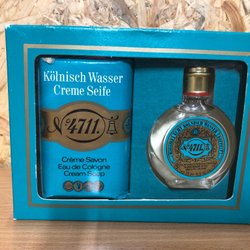 Kölnisch Wasser
Creme Seife
Nº 4711.
Crème Savon
Eau de Cologne
Cream Soap
Nº 4711.